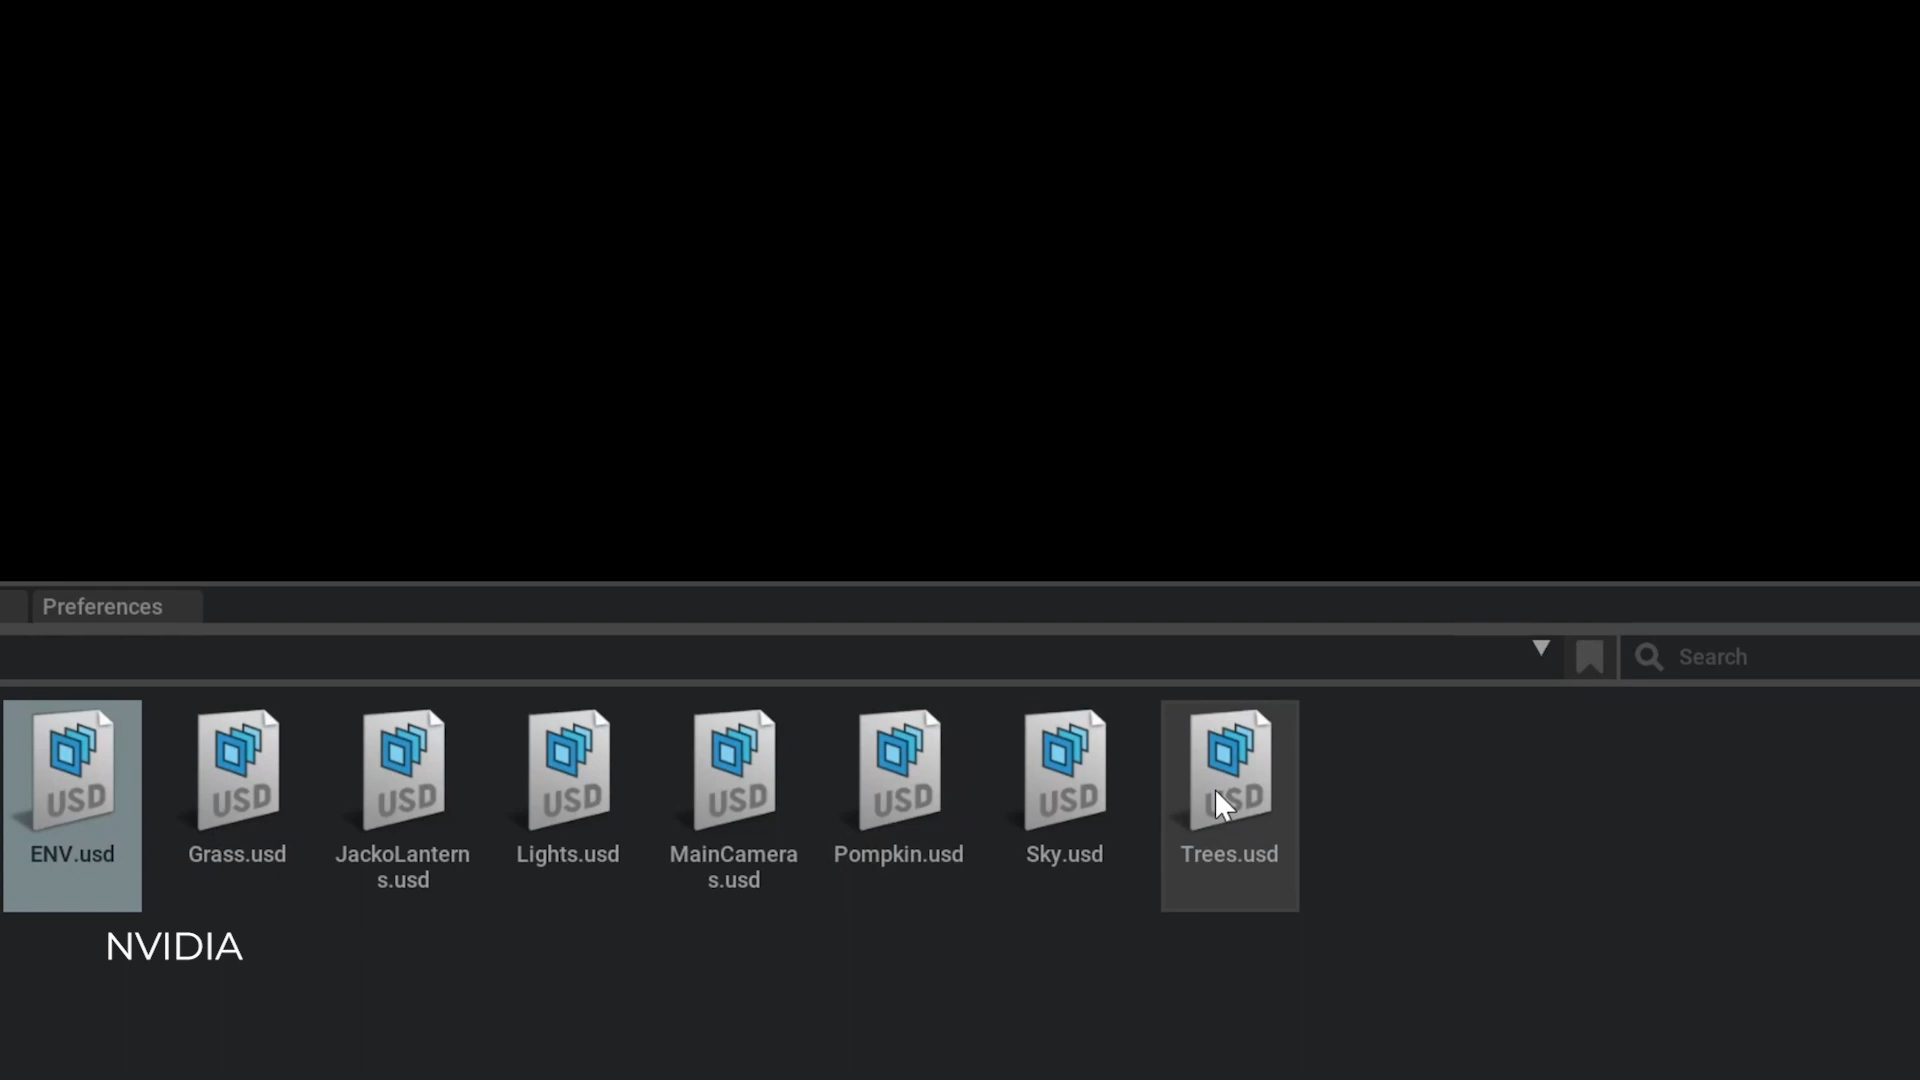 Preferences
Search
USD USD USD USD USD USD USD USD
ENV.usd Grass.usd JackoLantern Lights.usd MainCamera Pompkin.usd Sky.usd Trees.usd
s.usd s.usd
NVIDIA